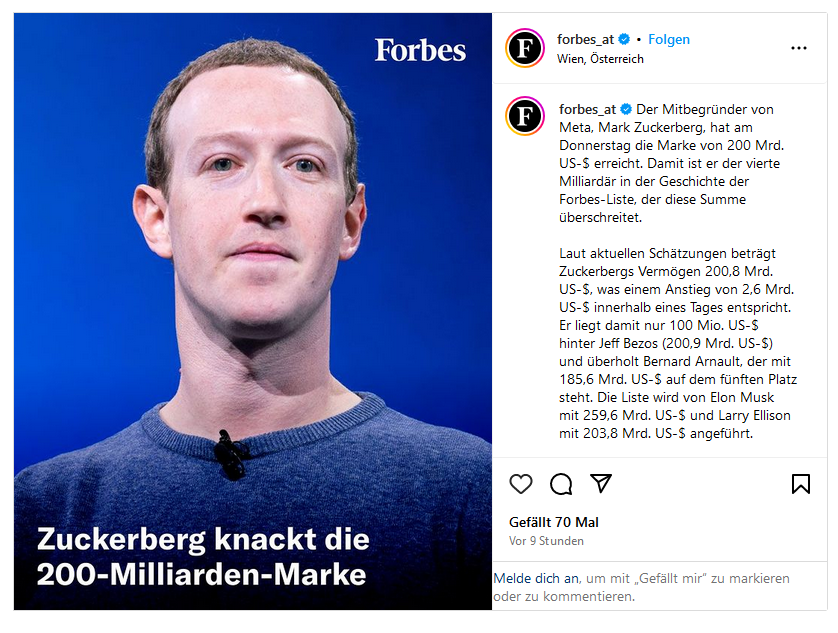 Forbes
Zuckerberg knackt die
200-Milliarden-Marke
F
forbes_at • Folgen
Wien, Österreich
F
forbes_at Der Mitbegründer von
Meta, Mark Zuckerberg, hat am
Donnerstag die Marke von 200 Mrd.
US-$ erreicht. Damit ist er der vierte
Milliardär in der Geschichte der
Forbes-Liste, der diese Summe
überschreitet.
Laut aktuellen Schätzungen beträgt
Zuckerbergs Vermögen 200,8 Mrd.
US-$, was einem Anstieg von 2,6 Mrd.
US-$ innerhalb eines Tages entspricht.
Er liegt damit nur 100 Mio. US-$
hinter Jeff Bezos (200,9 Mrd. US-$)
und überholt Bernard Arnault, der mit
185,6 Mrd. US-$ auf dem fünften Platz
steht. Die Liste wird von Elon Musk
mit 259,6 Mrd. US-$ und Larry Ellison
mit 203,8 Mrd. US-$ angeführt.
Gefällt 70 Mal
Vor 9 Stunden
Melde dich an, um mit „Gefällt mir“ zu markieren
oder zu kommentieren.